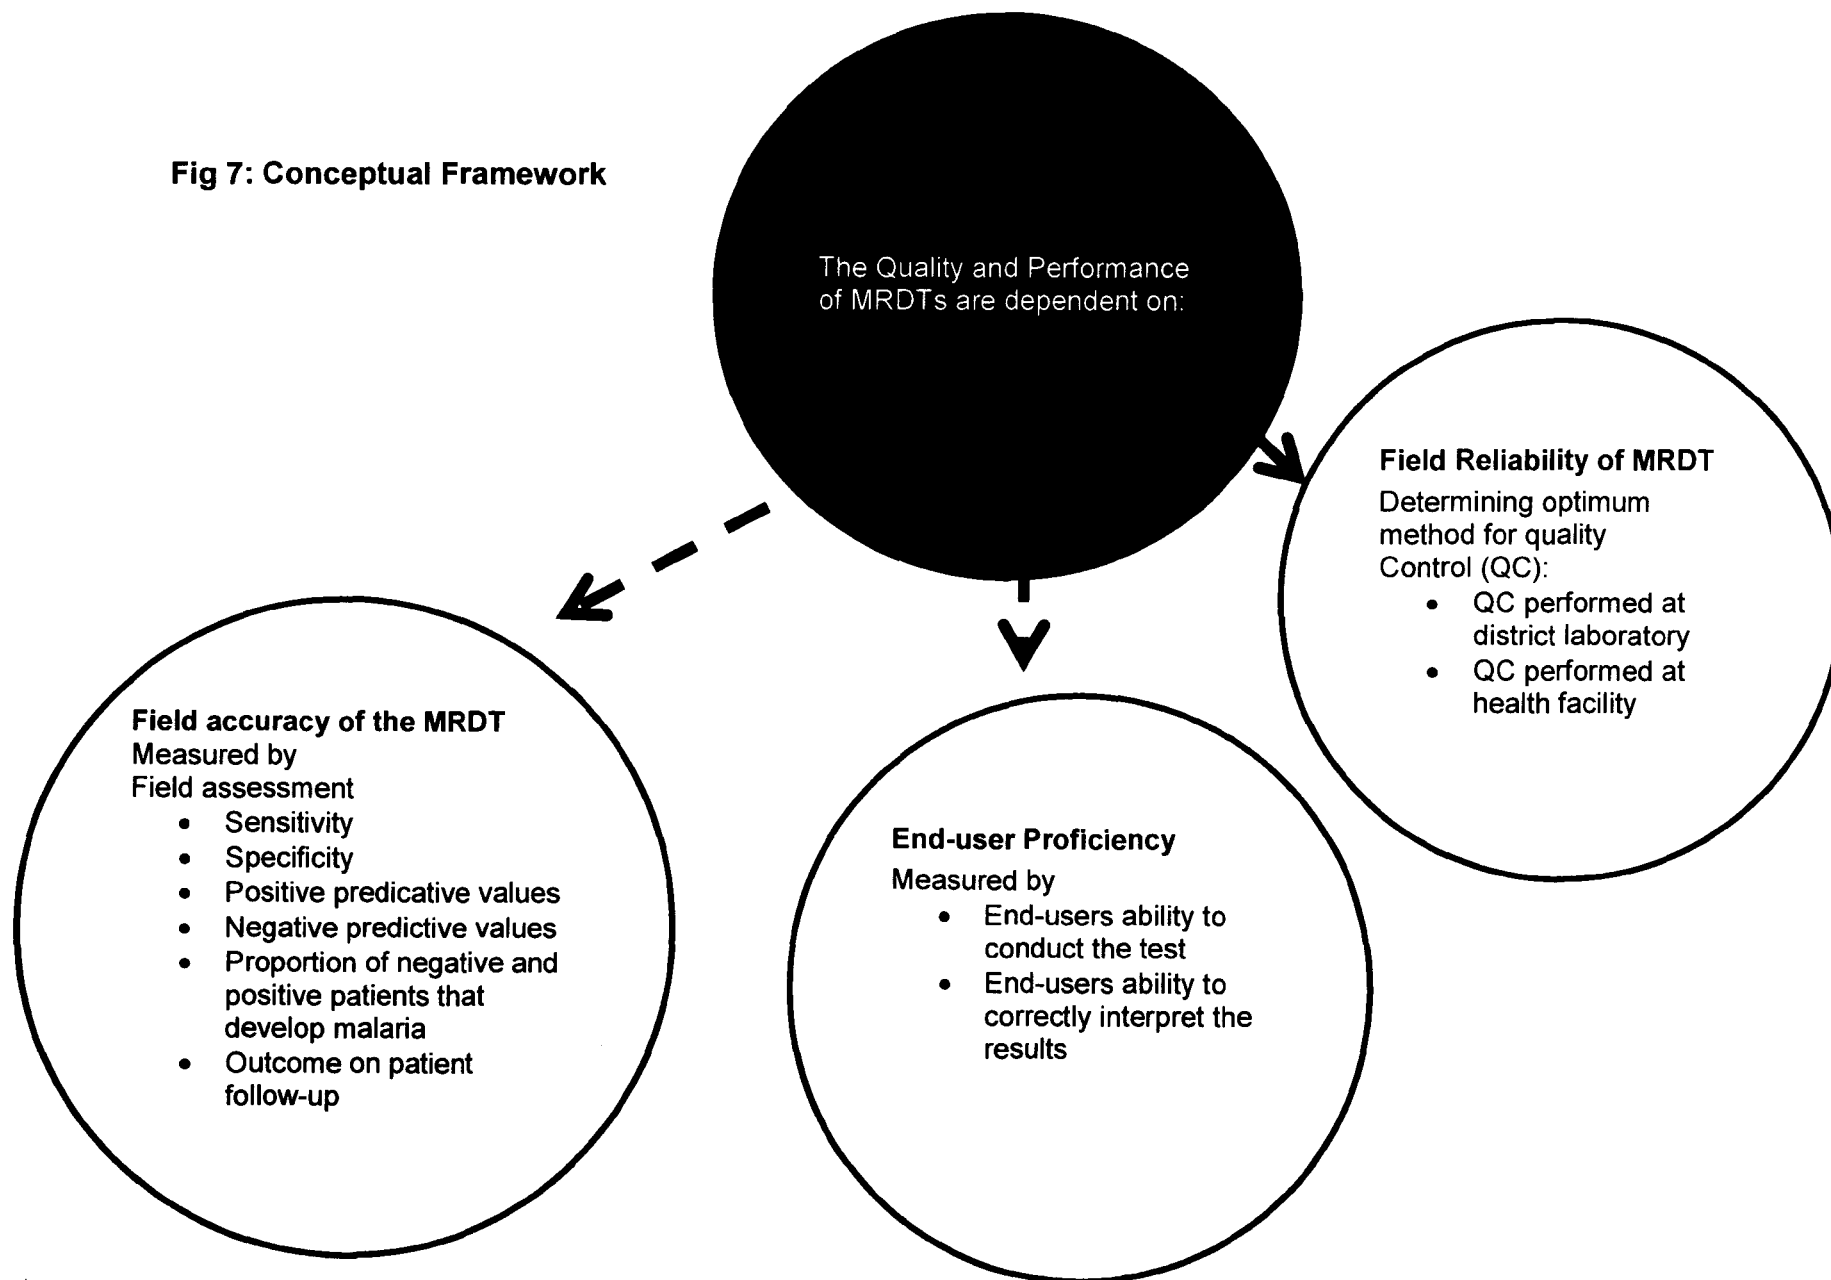 Fig 7: Conceptual Framework
The Quality and Performance
of MRDTs are dependent on:
Field Reliability of MRDT
Determining optimum
method for quality
Control (QC):
• QC performed at
district laboratory
• QC performed at
health facility
Field accuracy of the MRDT
Measured by
Field assessment
• Sensitivity
• Specificity
• Positive predicative values
• Negative predictive values
• Proportion of negative and
positive patients that
develop malaria
• Outcome on patient
follow-up
End-user Proficiency
Measured by
• End-users ability to
conduct the test
• End-users ability to
correctly interpret the
results